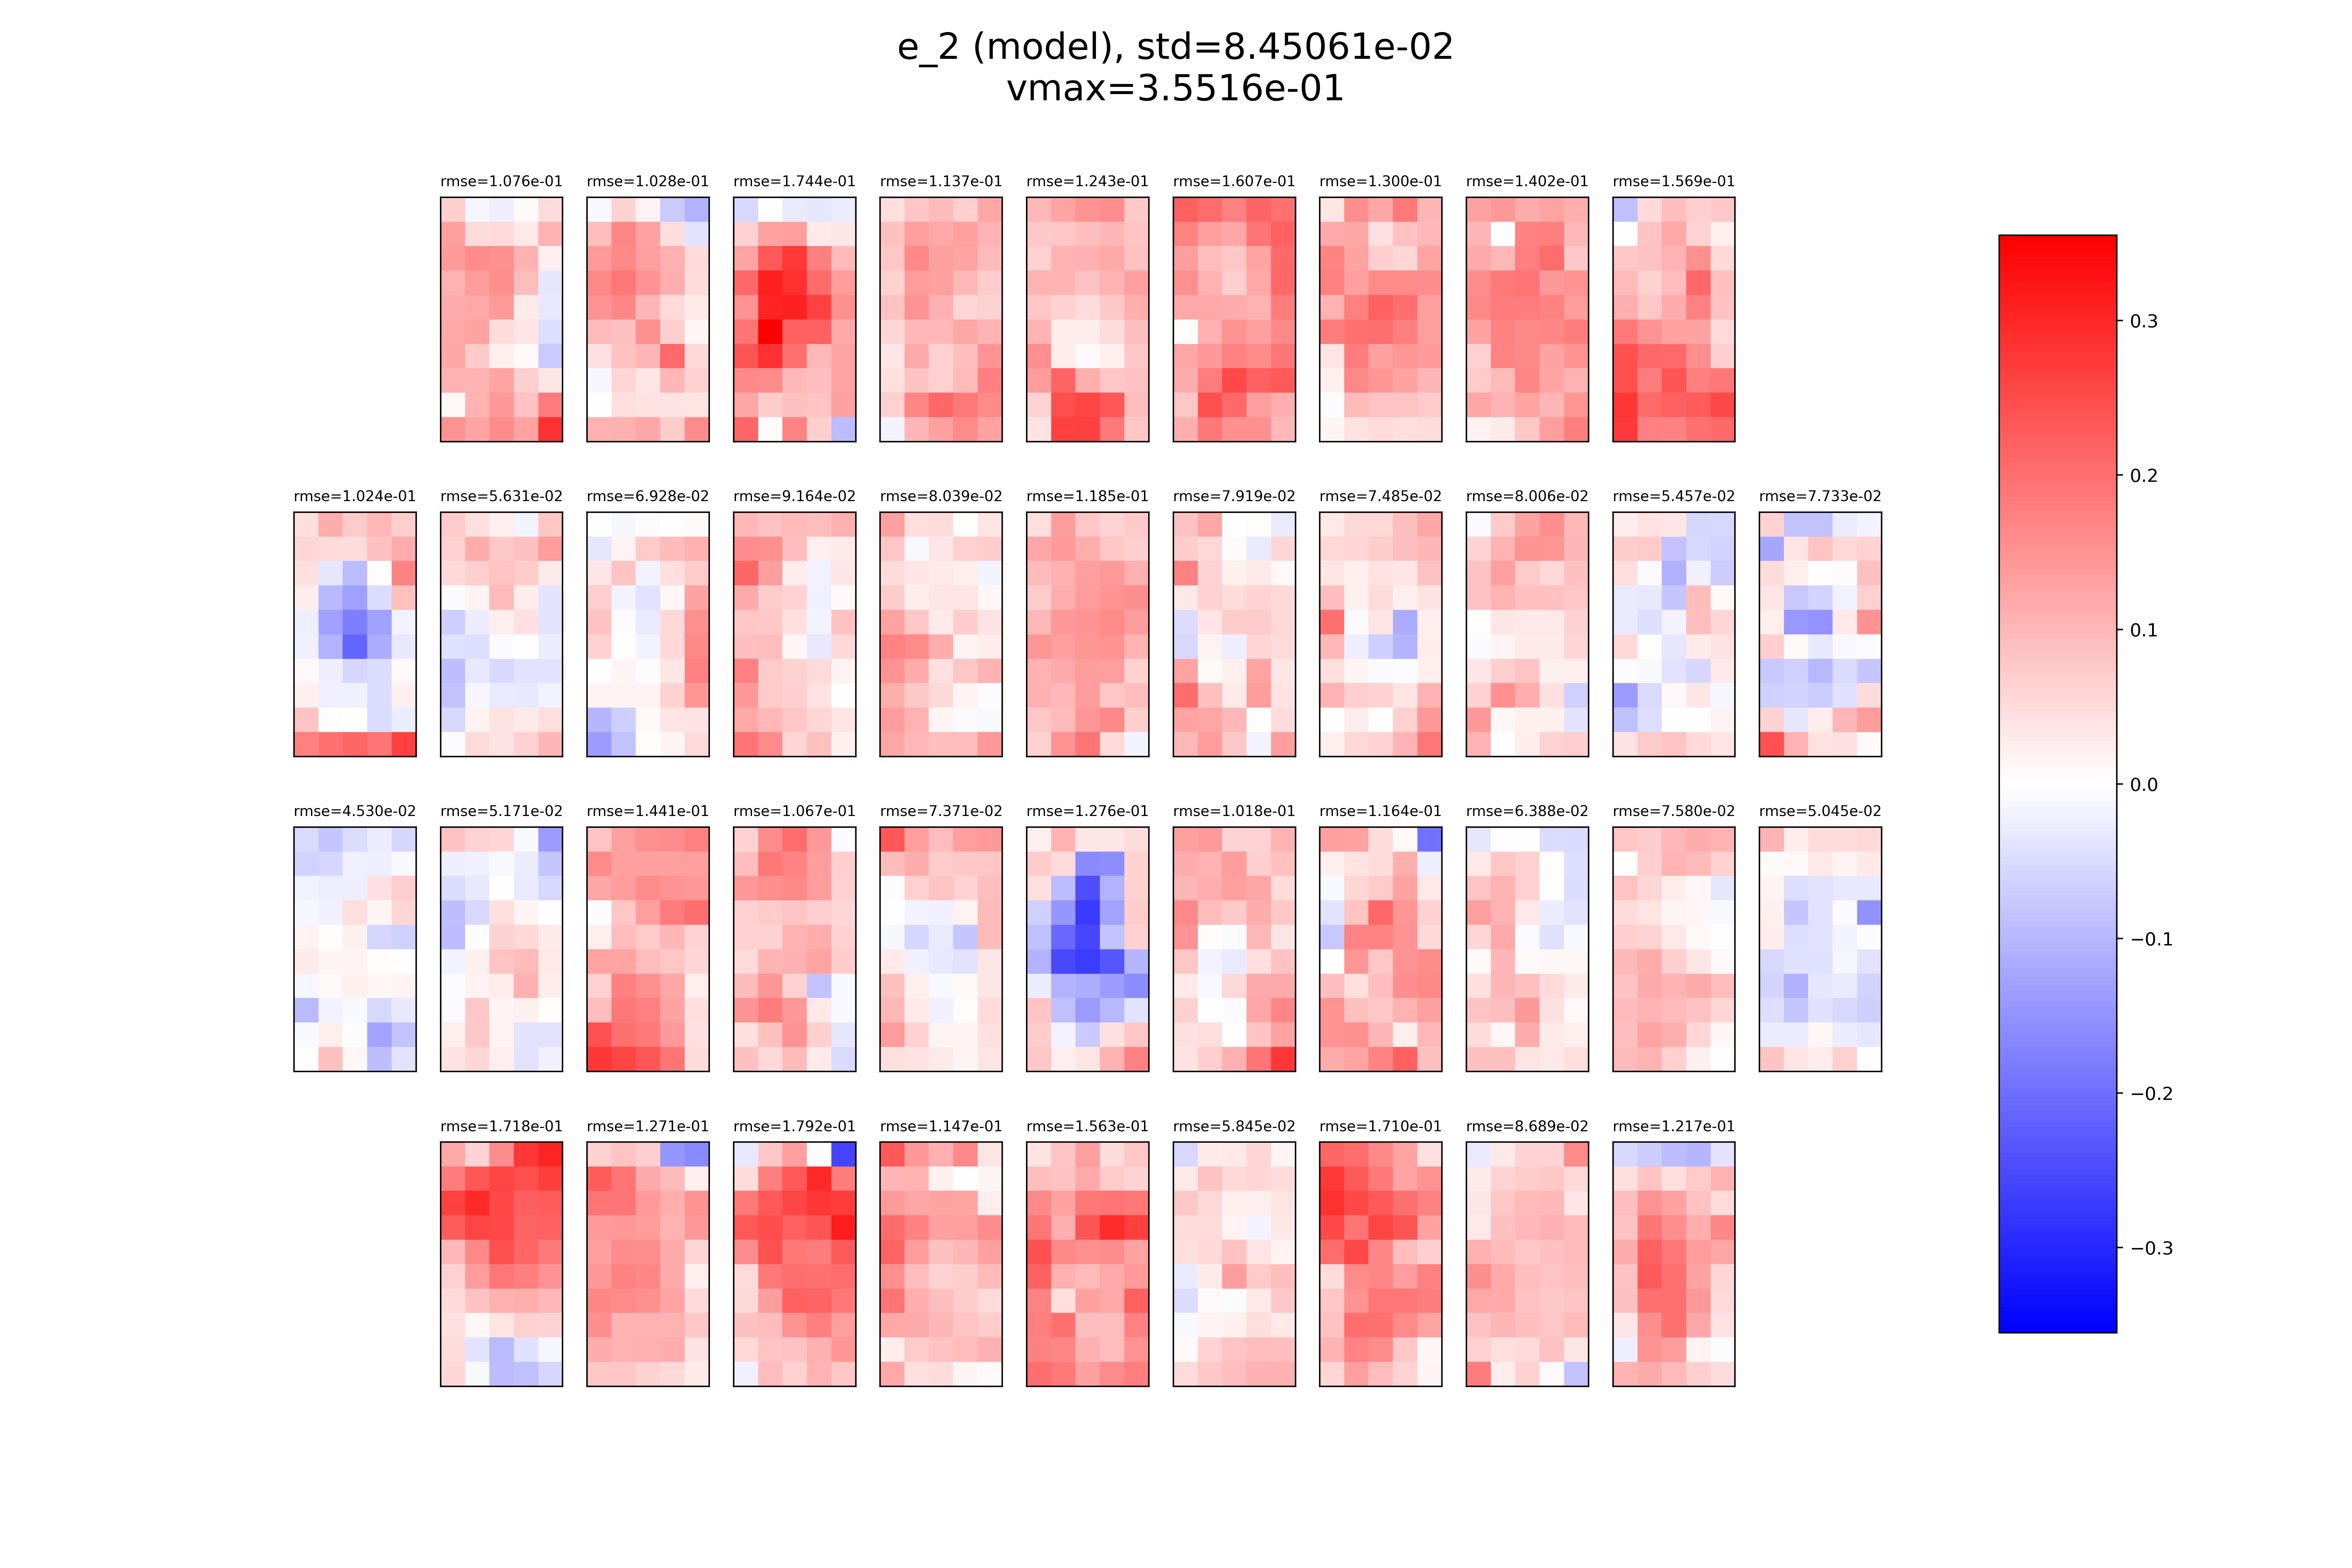 e_2 (model), std=8.45061e-02
vmax=3.5516e-01
rmse=1.076e-01 rmse=1.028e-01 rmse=1.744e-01 rmse=1.137e-01 rmse=1.243e-01 rmse=1.607e-01 rmse=1.300e-01 rmse=1.402e-01 rmse=1.569e-01
rmse=1.024e-01 rmse=5.631e-02 rmse=6.928e-02 rmse=9.164e-02 rmse=8.039e-02 rmse=1.185e-01 rmse=7.919e-02 rmse=7.485e-02 rmse=8.006e-02 rmse=5.457e-02 rmse=7.733e-02
rmse=4.530e-02 rmse=5.171e-02 rmse=1.441e-01 rmse=1.067e-01 rmse=7.371e-02 rmse=1.276e-01 rmse=1.018e-01 rmse=1.164e-01 rmse=6.388e-02 rmse=7.580e-02 rmse=5.045e-02
rmse=1.718e-01 rmse=1.271e-01 rmse=1.792e-01 rmse=1.147e-01 rmse=1.563e-01 rmse=5.845e-02 rmse=1.710e-01 rmse=8.689e-02 rmse=1.217e-01
0.3
0.2
0.1
0.0
−0.1
−0.2
−0.3